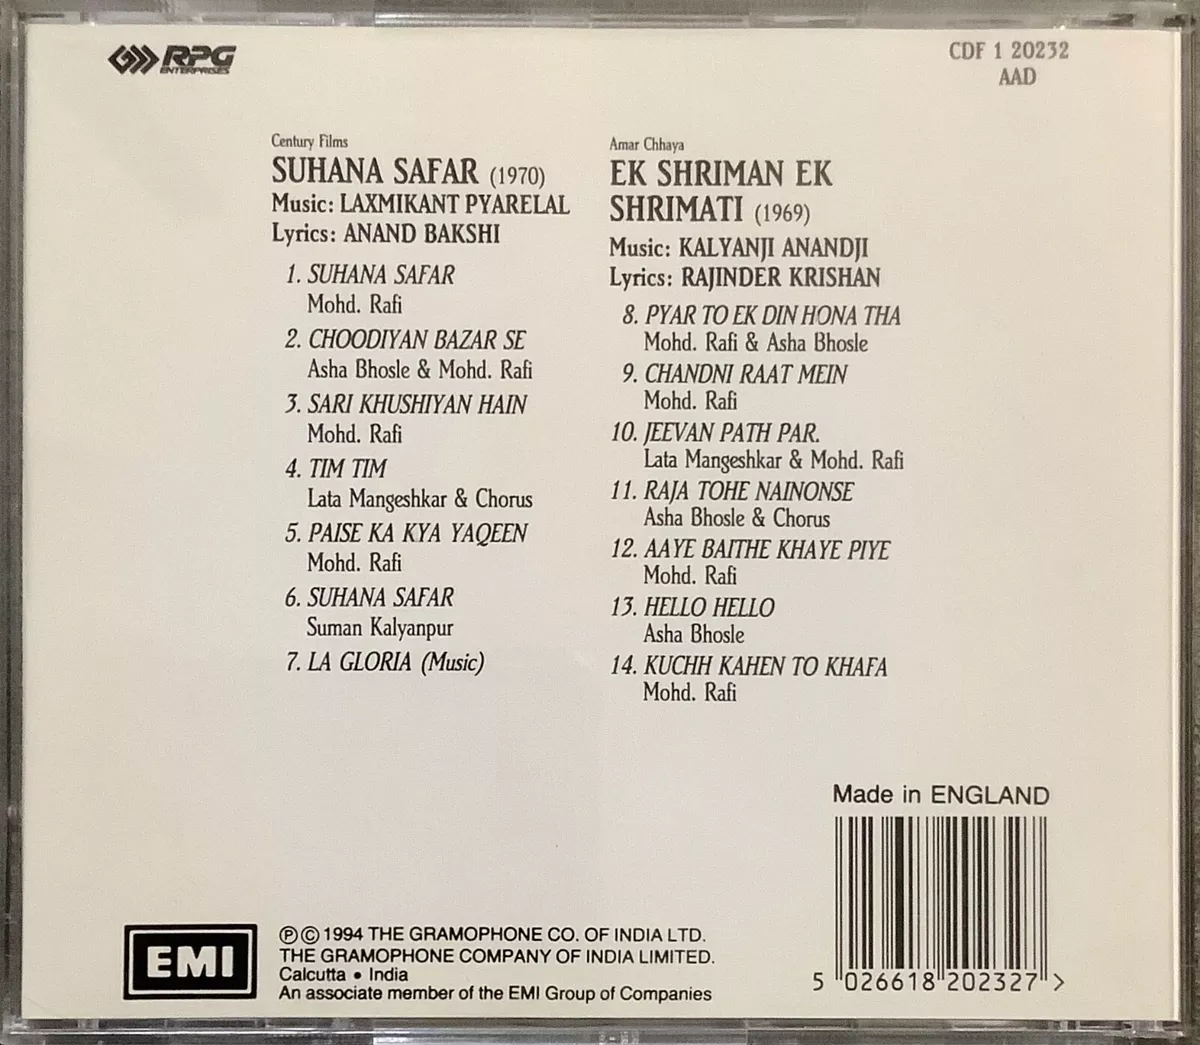 RPG
ENTERPRISES
CDF 1 20232
AAD
Century Films
SUHANA SAFAR (1970)
Music: LAXMIKANT PYARELAL
Lyrics: ANAND BAKSHI
1. SUHANA SAFAR
Mohd. Rafi
2. CHOODIYAN BAZAR SE
Asha Bhosle & Mohd. Rafi
3. SARI KHUSHIYAN HAIN
Mohd. Rafi
4. TIM TIM
Lata Mangeshkar & Chorus
5. PAISE KA KYA YAQEEN
Mohd. Rafi
6. SUHANA SAFAR
Suman Kalyanpur
7. LA GLORIA (Music)
Amar Chhaya
EK SHRIMAN EK
SHRIMATI (1969)
Music: KALYANJI ANANDJI
Lyrics: RAJINDER KRISHAN
8. PYAR TO EK DIN HONA THA
Mohd. Rafi & Asha Bhosle
9. CHANDNI RAAT MEIN
Mohd. Rafi
10. JEEVAN PATH PAR.
Lata Mangeshkar & Mohd. Rafi
11. RAJA TOHE NAINONSE
Asha Bhosle & Chorus
12. AAYE BAITHE KHAYE PIYE
Mohd. Rafi
13. HELLO HELLO
Asha Bhosle
14. KUCHH KAHEN TO KHAFA
Mohd. Rafi
Made in ENGLAND
5 026618 202327 >
EMI
℗ © 1994 THE GRAMOPHONE CO. OF INDIA LTD.
THE GRAMOPHONE COMPANY OF INDIA LIMITED.
Calcutta • India
An associate member of the EMI Group of Companies